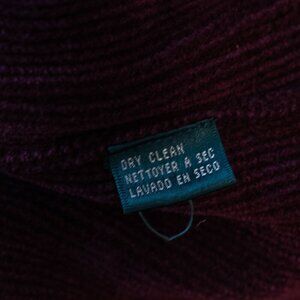 DRY CLEAN
NETTOYER A SEC
LAVADO EN SECO